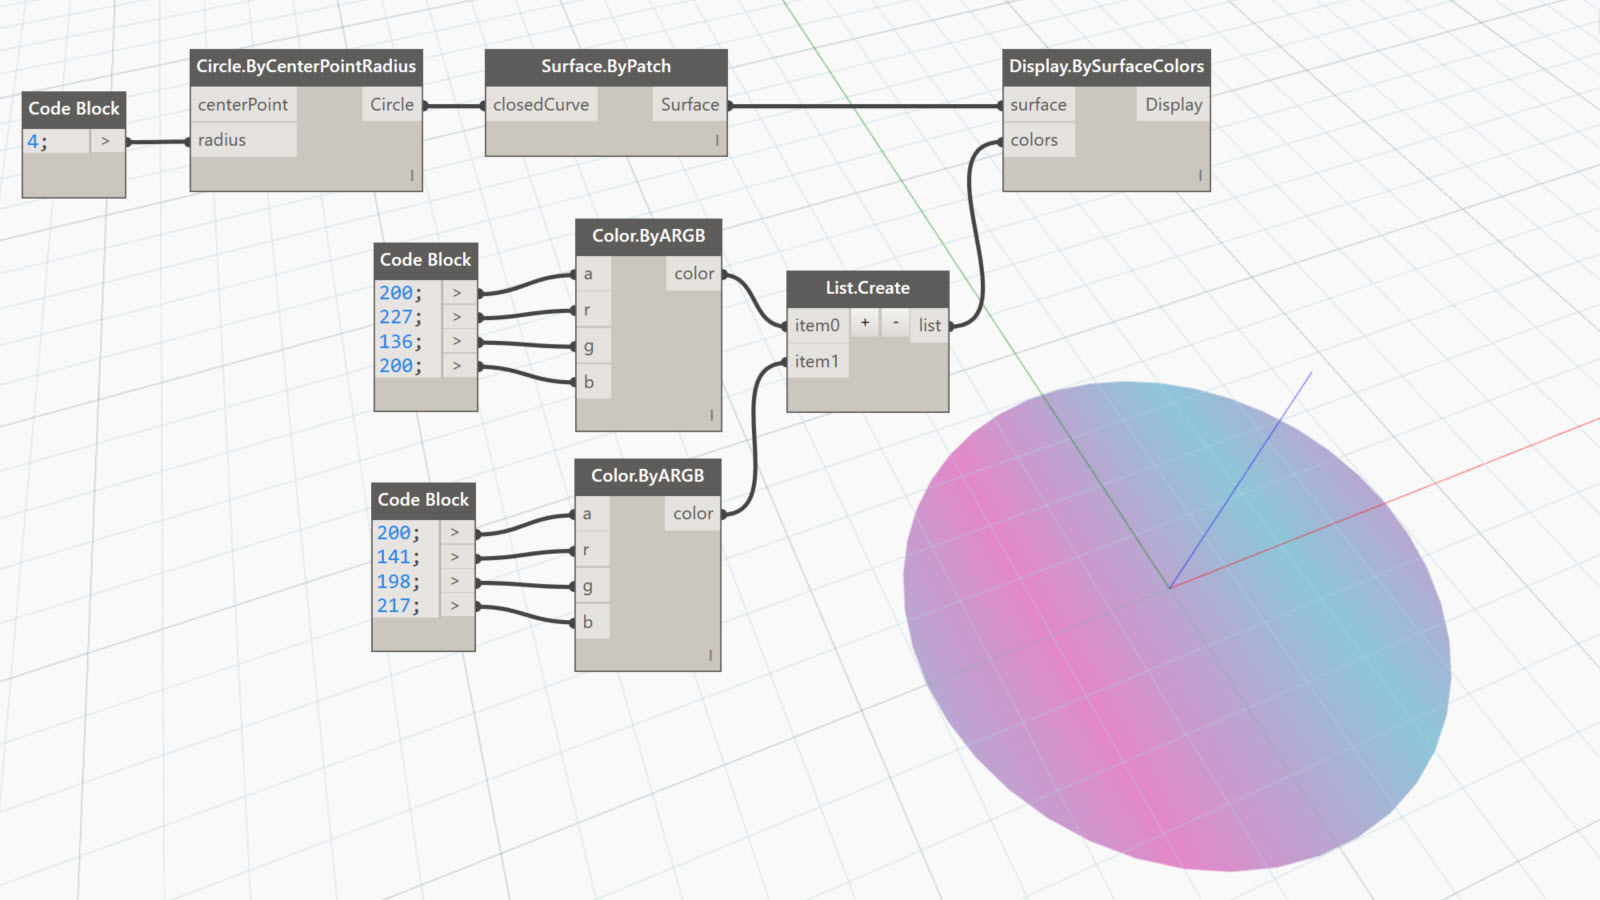 Code Block
4; >
Circle.ByCenterPointRadius
centerPoint Circle
radius
l
Surface.ByPatch
closedCurve Surface
l
Display.BySurfaceColors
surface Display
colors
l
Code Block
200; >
227; >
136; >
200; >
Color.ByARGB
a color
r
g
b
l
List.Create
item0 + - list
item1
Code Block
200; >
141; >
198; >
217; >
Color.ByARGB
a color
r
g
b
l